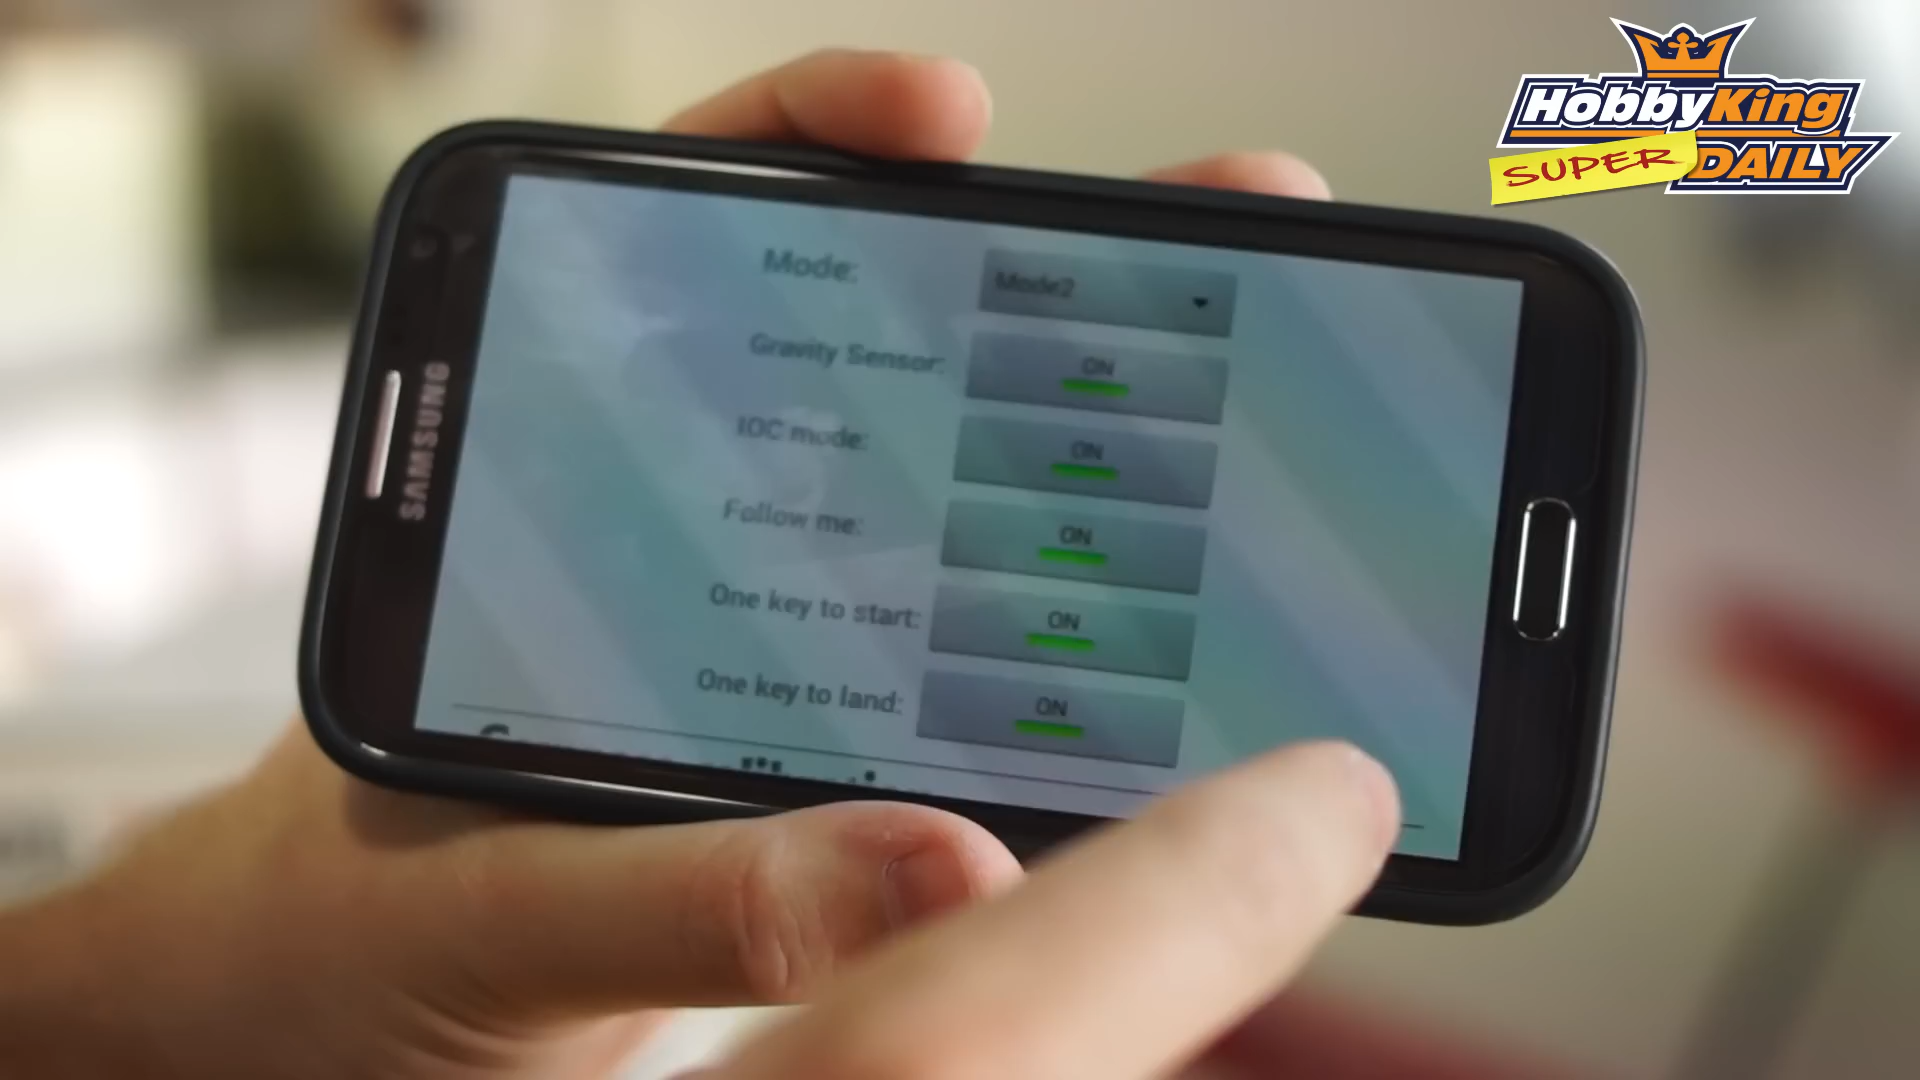 HobbyKing
SUPER DAILY
SAMSUNG
Mode: Mode2
Gravity Sensor: ON
IOC mode: ON
Follow me: ON
One key to start: ON
One key to land: ON